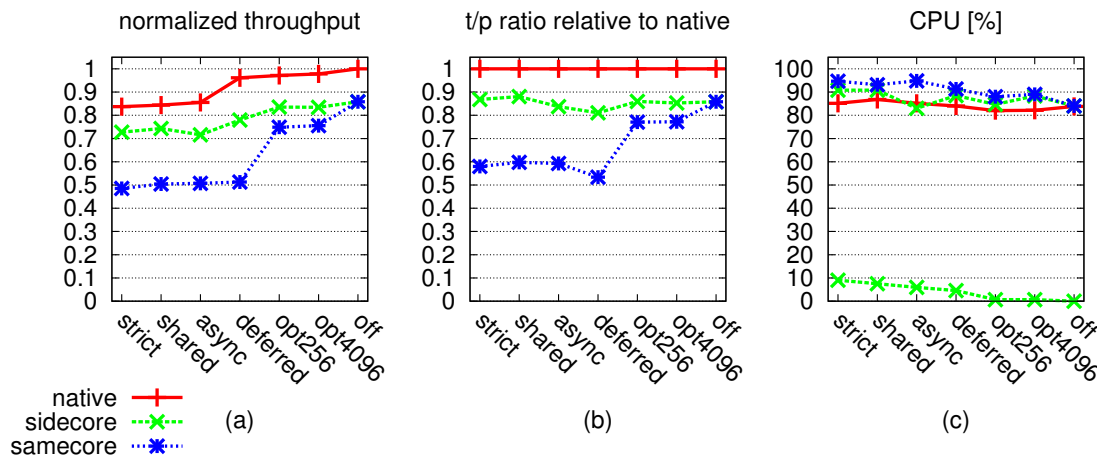 normalized throughput
1
0.9
0.8
0.7
0.6
0.5
0.4
0.3
0.2
0.1
0
strict
shared
async
deferred
opt256
opt4096
off
(a)
t/p ratio relative to native
1
0.9
0.8
0.7
0.6
0.5
0.4
0.3
0.2
0.1
0
strict
shared
async
deferred
opt256
opt4096
off
(b)
CPU [%]
100
90
80
70
60
50
40
30
20
10
0
strict
shared
async
deferred
opt256
opt4096
off
(c)
native
sidecore
samecore